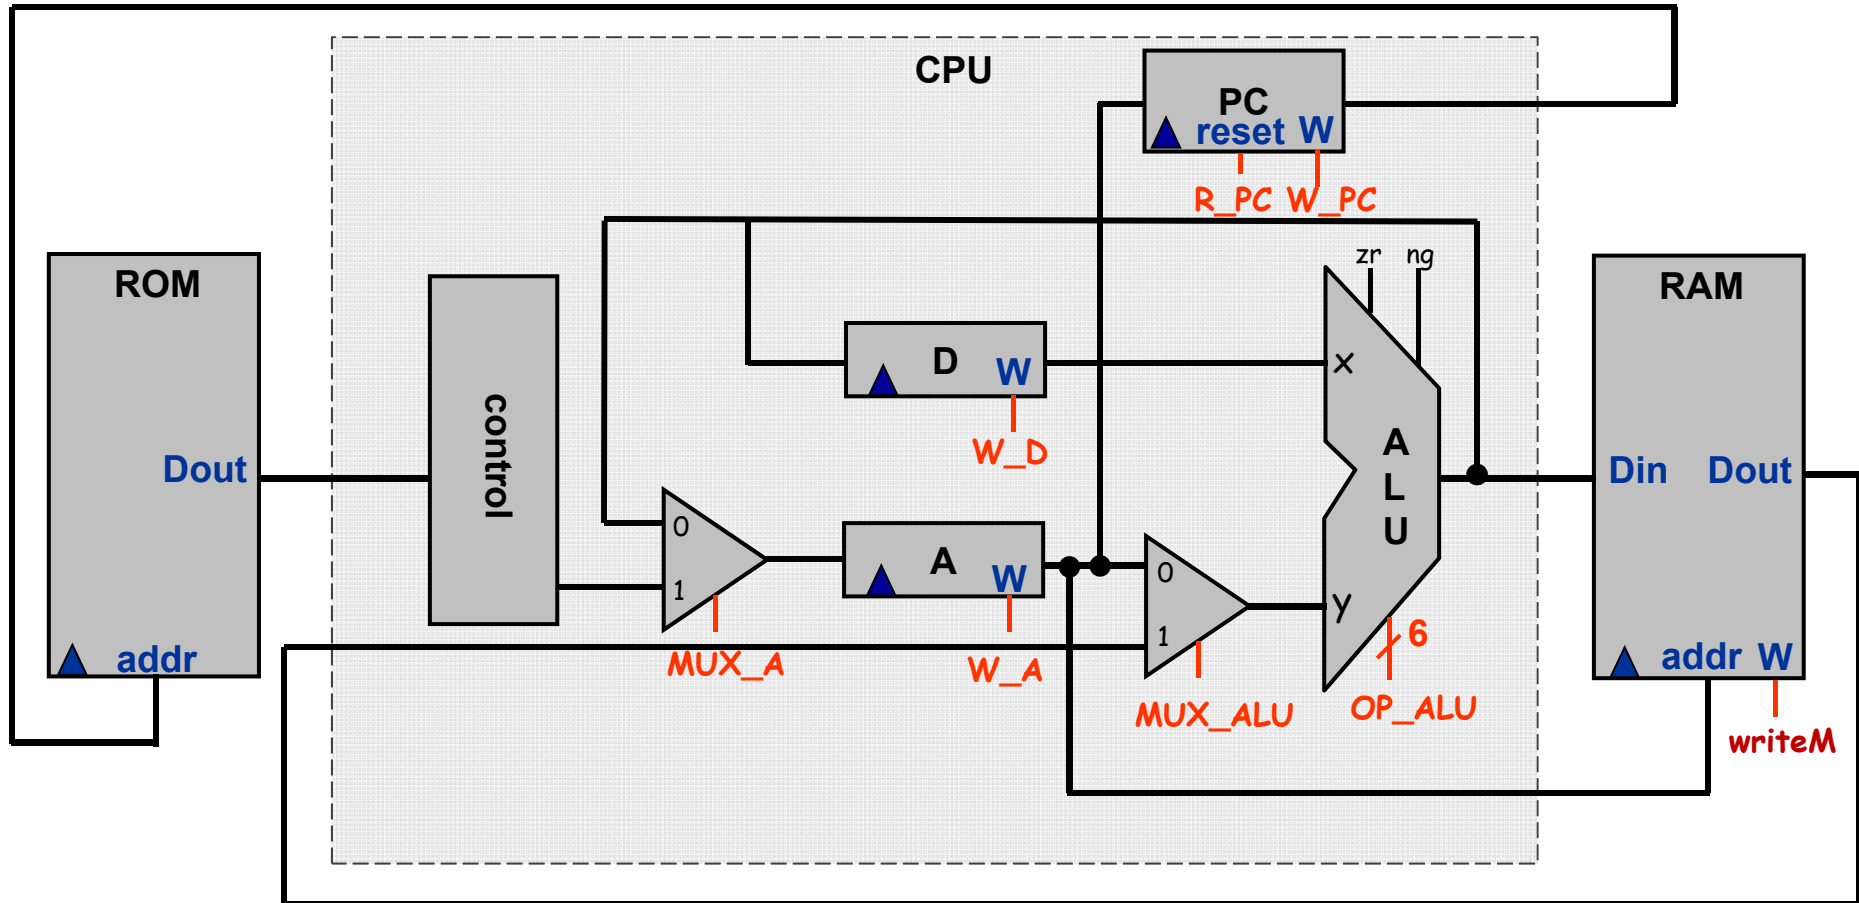 CPU
PC
reset W
R_PC W_PC
zr ng
ROM
Dout
addr
control
D W
W_D
x
A
L
U
y
6
OP_ALU
0
1
MUX_A
A W
W_A
0
1
MUX_ALU
RAM
Din Dout
addr W
writeM